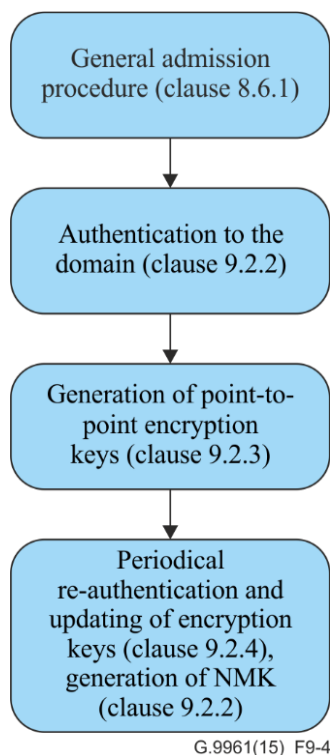 General admission
procedure (clause 8.6.1)
Authentication to the
domain (clause 9.2.2)
Generation of point-to-
point encryption
keys (clause 9.2.3)
Periodical
re-authentication and
updating of encryption
keys (clause 9.2.4),
generation of NMK
(clause 9.2.2)
G.9961(15)_F9-4